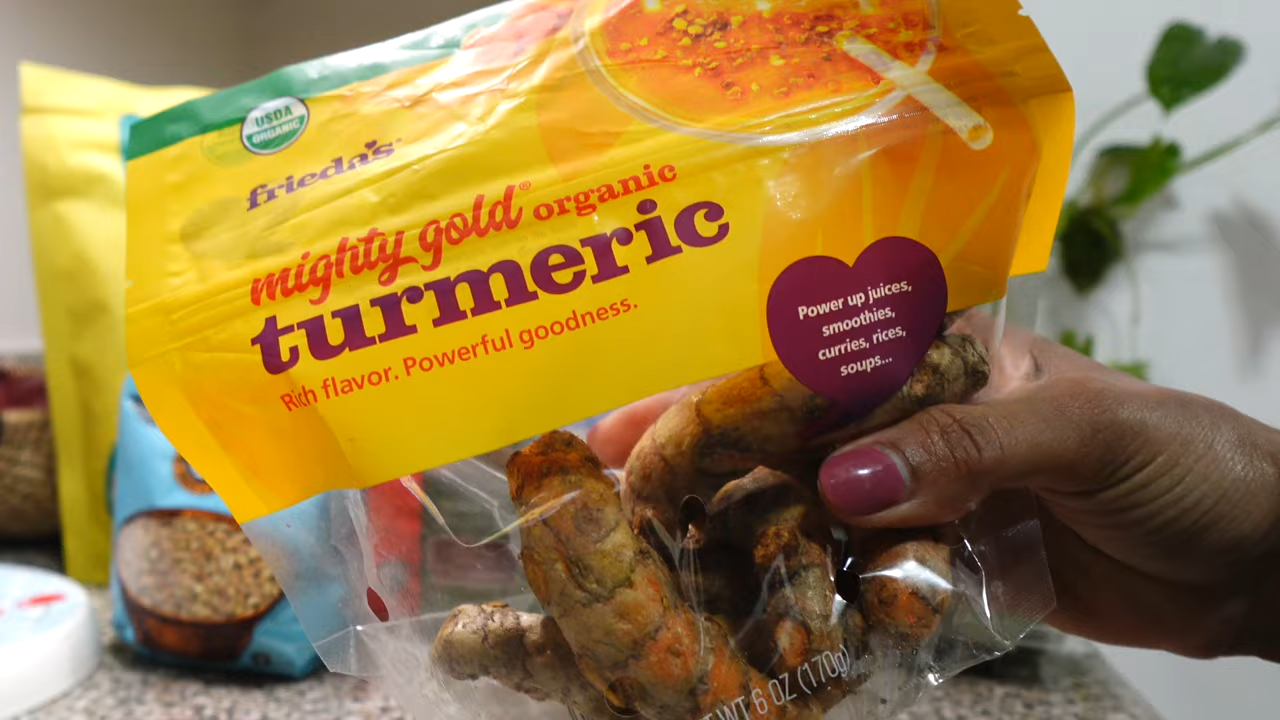 USDA
ORGANIC
frieda's
mighty gold® organic
turmeric
Rich flavor. Powerful goodness.
Power up juices,
smoothies,
curries, rices,
soups...
WT 6 OZ (170g)